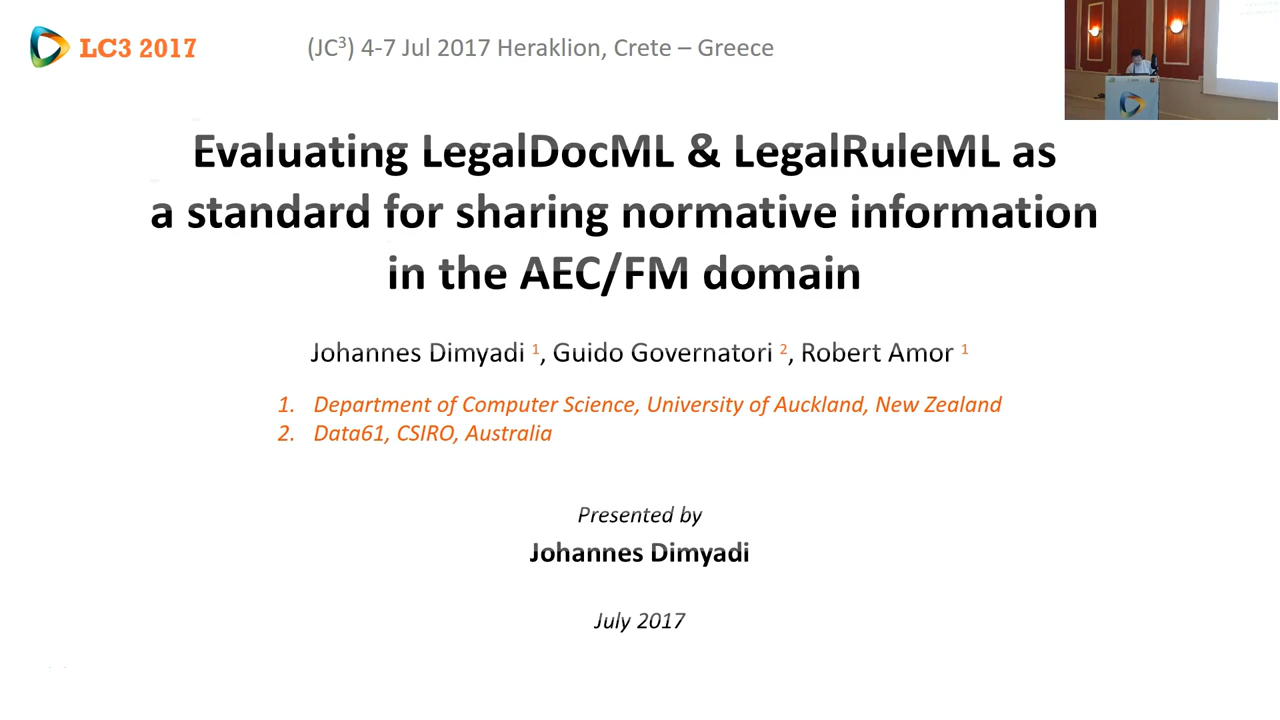 LC3 2017
(JC³) 4-7 Jul 2017 Heraklion, Crete – Greece
Evaluating LegalDocML & LegalRuleML as
a standard for sharing normative information
in the AEC/FM domain
Johannes Dimyadi ¹, Guido Governatori ², Robert Amor ¹
1. Department of Computer Science, University of Auckland, New Zealand
2. Data61, CSIRO, Australia
Presented by
Johannes Dimyadi
July 2017